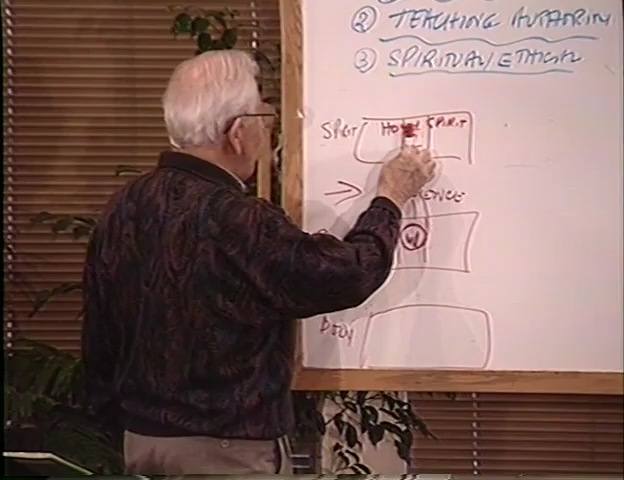 ② TEACHING AUTHORITY
③ SPIRITUAL/ETHICAL
SPIRIT HOLY SPIRIT
BODY